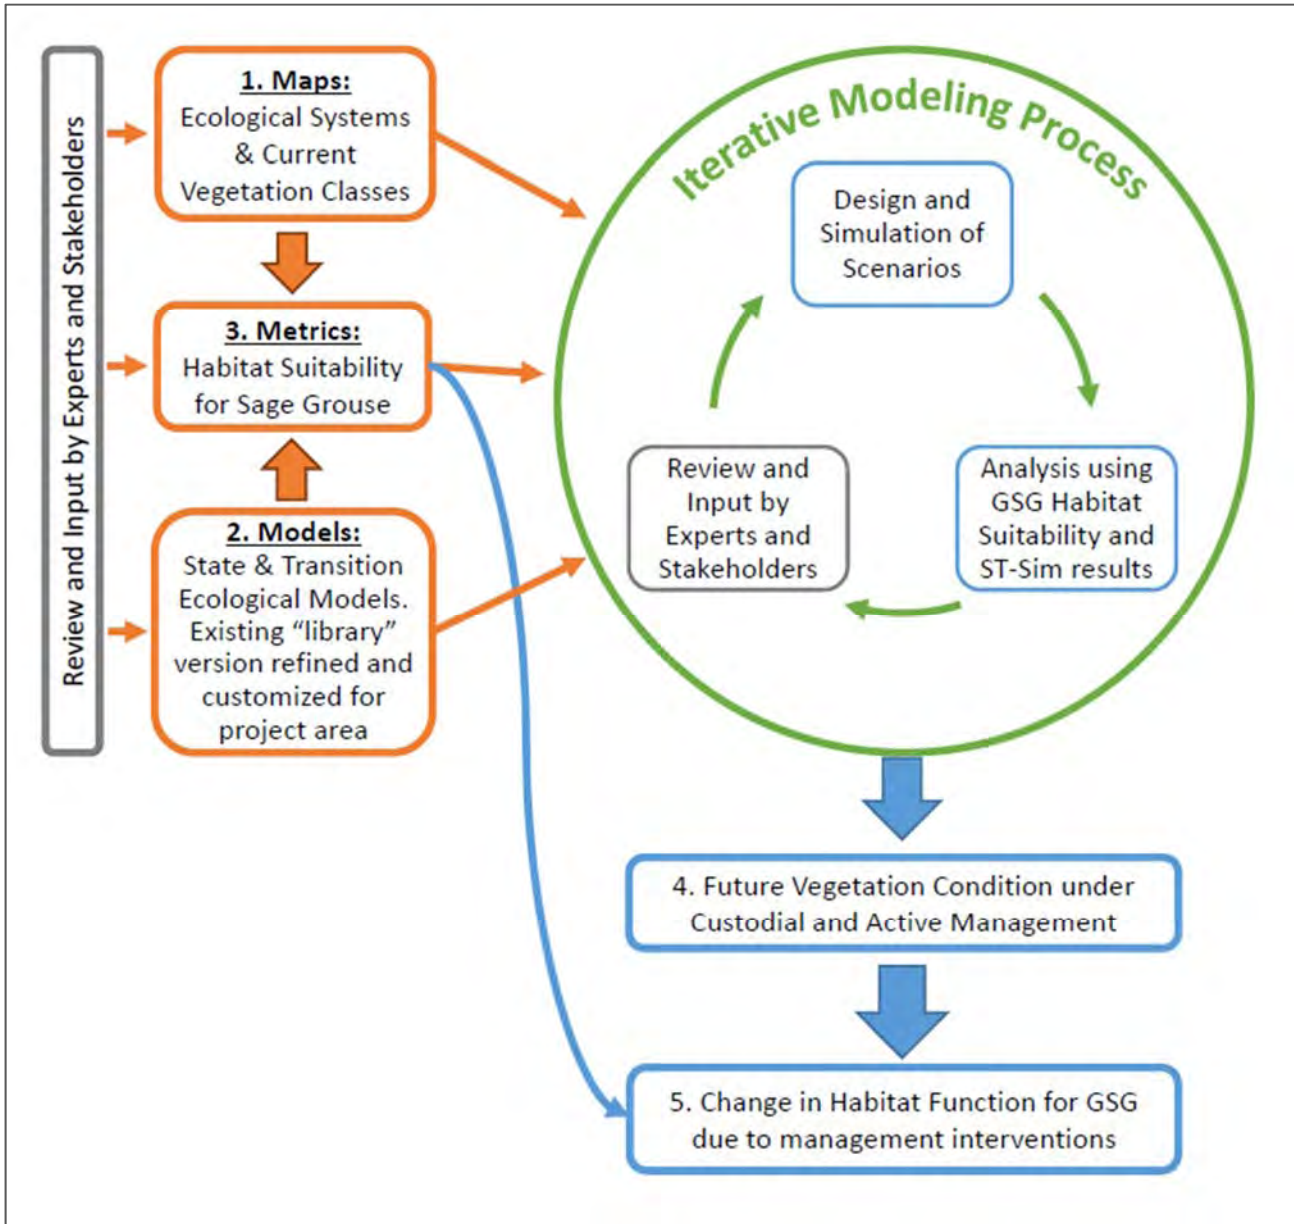 Review and Input by Experts and Stakeholders
1. Maps:
Ecological Systems
& Current
Vegetation Classes
3. Metrics:
Habitat Suitability
for Sage Grouse
2. Models:
State & Transition
Ecological Models.
Existing “library”
version refined and
customized for
project area
Iterative Modeling Process
Design and
Simulation of
Scenarios
Analysis using
GSG Habitat
Suitability and
ST-Sim results
Review and
Input by
Experts and
Stakeholders
4. Future Vegetation Condition under
Custodial and Active Management
5. Change in Habitat Function for GSG
due to management interventions